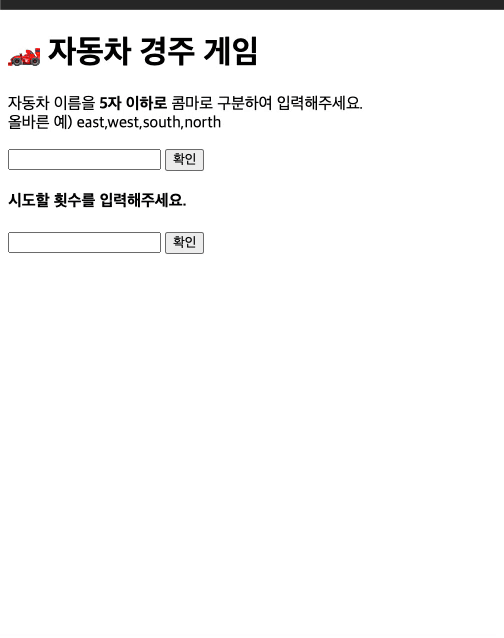 🏎️ 자동차 경주 게임
자동차 이름을 5자 이하로 콤마로 구분하여 입력해주세요.
올바른 예) east,west,south,north
확인
시도할 횟수를 입력해주세요.
확인